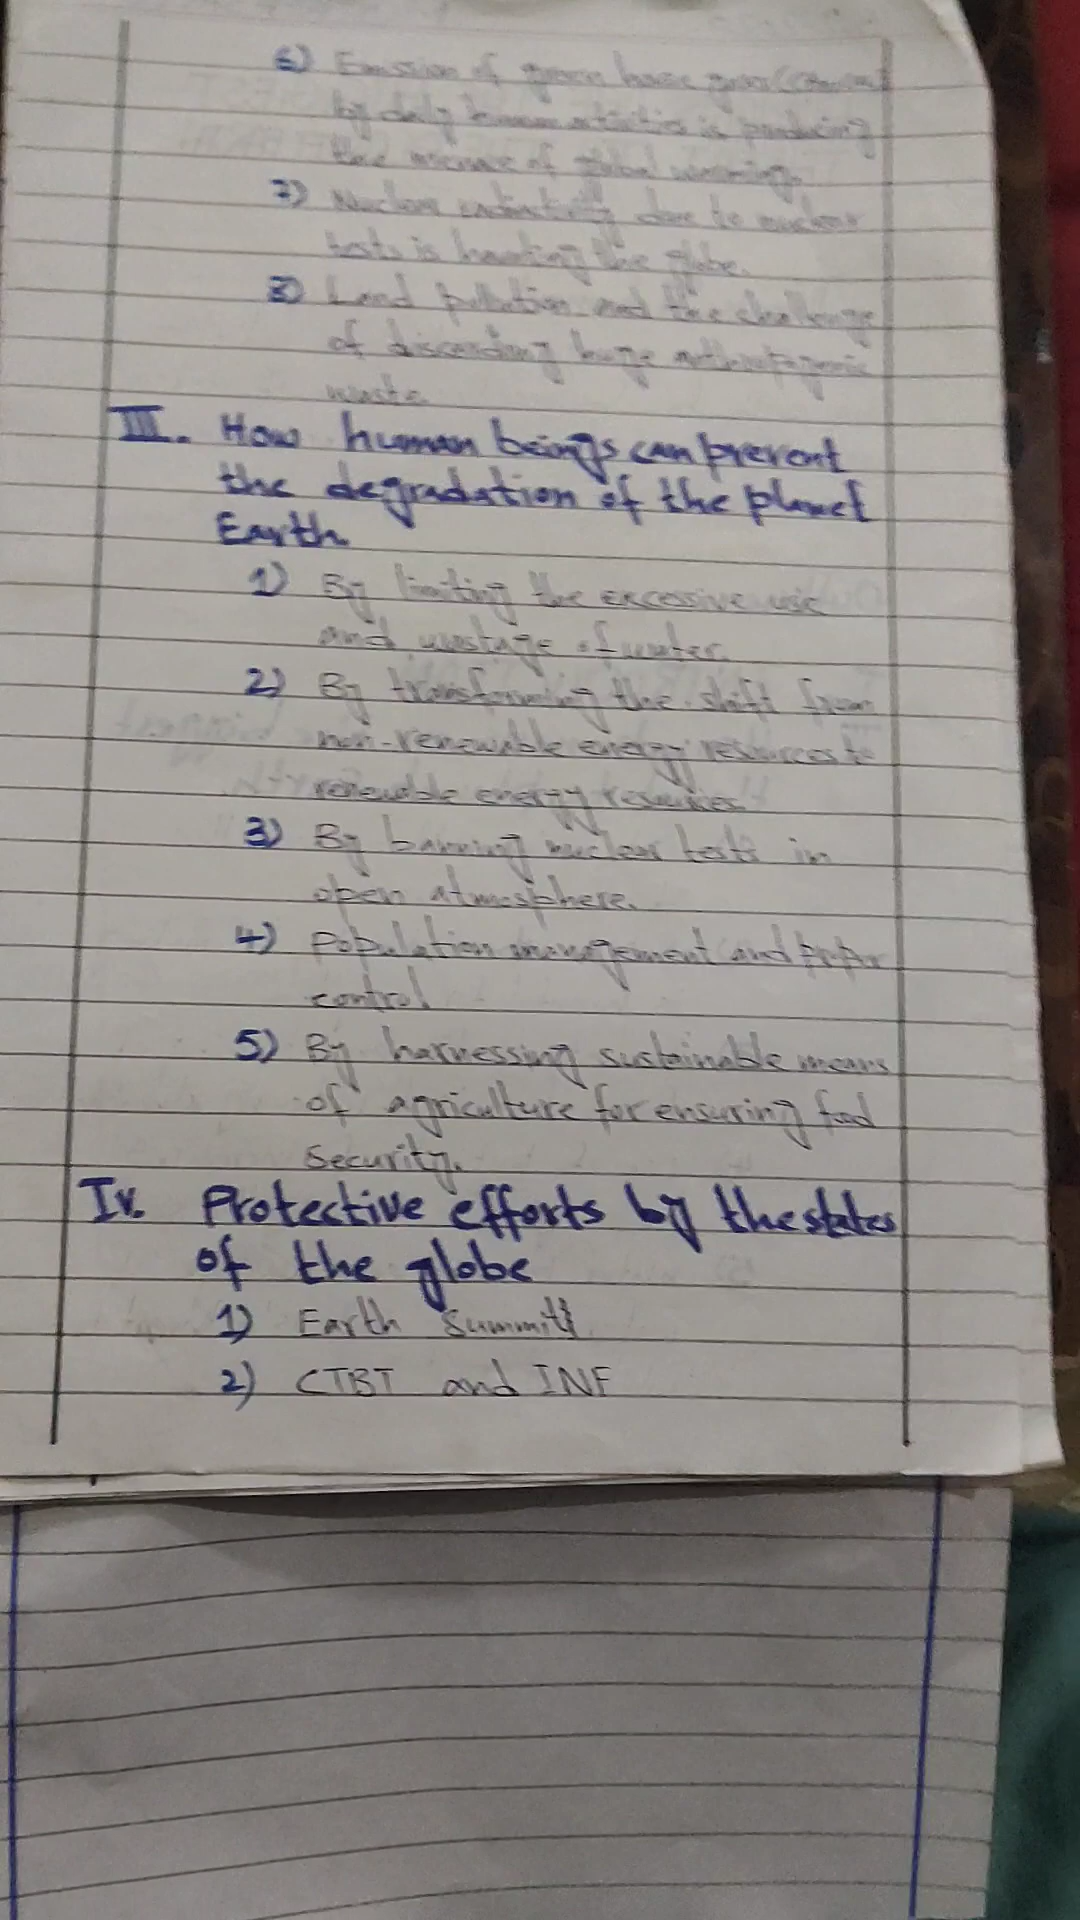 6) Emission of green house gases
by daily human activities is producing
the menace of global warming.
7) Nuclear radioactivity due to nuclear
tests is haunting the globe.
8) Land pollution and the challenge
of discarding huge anthropogenic
waste
III. How human beings can prevent
the degradation of the planet
Earth
1) By limiting the excessive use
and wastage of water.
2) By transforming the shift from
non-renewable energy resources to
renewable energy resources
3) By banning nuclear tests in
open atmosphere.
4) Population management and proper
control
5) By harnessing sustainable means
of agriculture for ensuring food
security.
IV. Protective efforts by the states
of the globe
1) Earth Summit
2) CTBT and INF